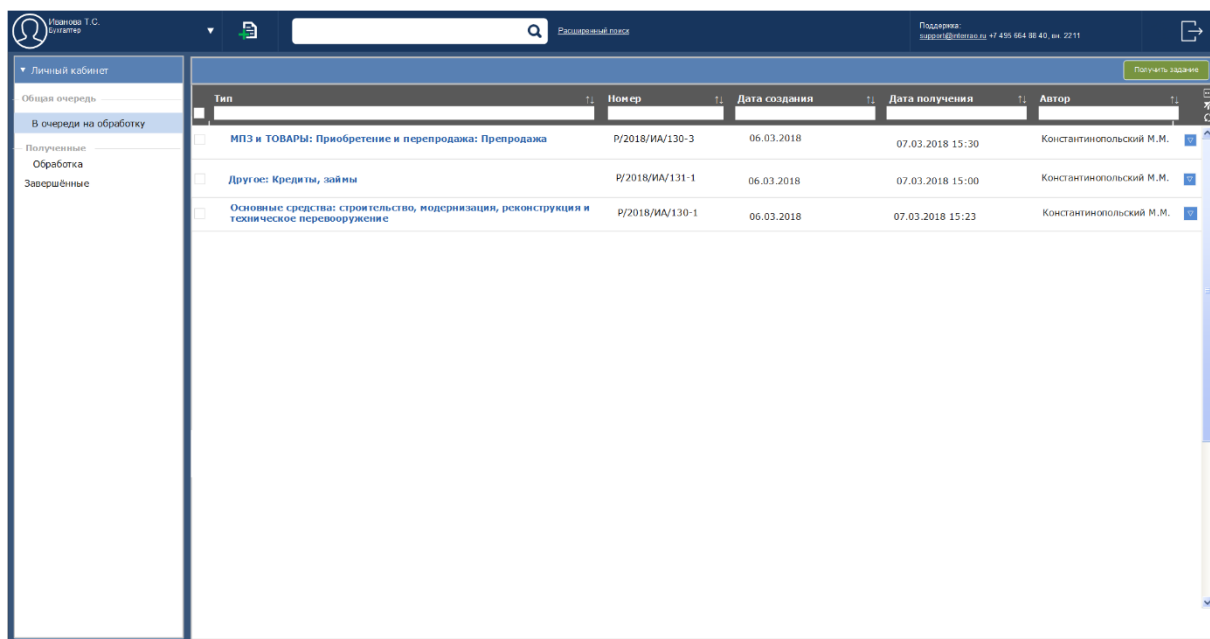 Иванова Т.С.
Бухгалтер
Расширенный поиск
Поддержка:
support@interrao.ru +7 495 664 88 40, вн. 2211
Личный кабинет
Получить задание
Общая очередь
В очереди на обработку
Полученные
Обработка
Завершённые
Тип Номер Дата создания Дата получения Автор
МПЗ и ТОВАРЫ: Приобретение и перепродажа: Препродажа Р/2018/ИА/130-3 06.03.2018 07.03.2018 15:30 Константинопольский М.М.
Другое: Кредиты, займы Р/2018/ИА/131-1 06.03.2018 07.03.2018 15:00 Константинопольский М.М.
Основные средства: строительство, модернизация, реконструкция и
техническое перевооружение Р/2018/ИА/130-1 06.03.2018 07.03.2018 15:23 Константинопольский М.М.